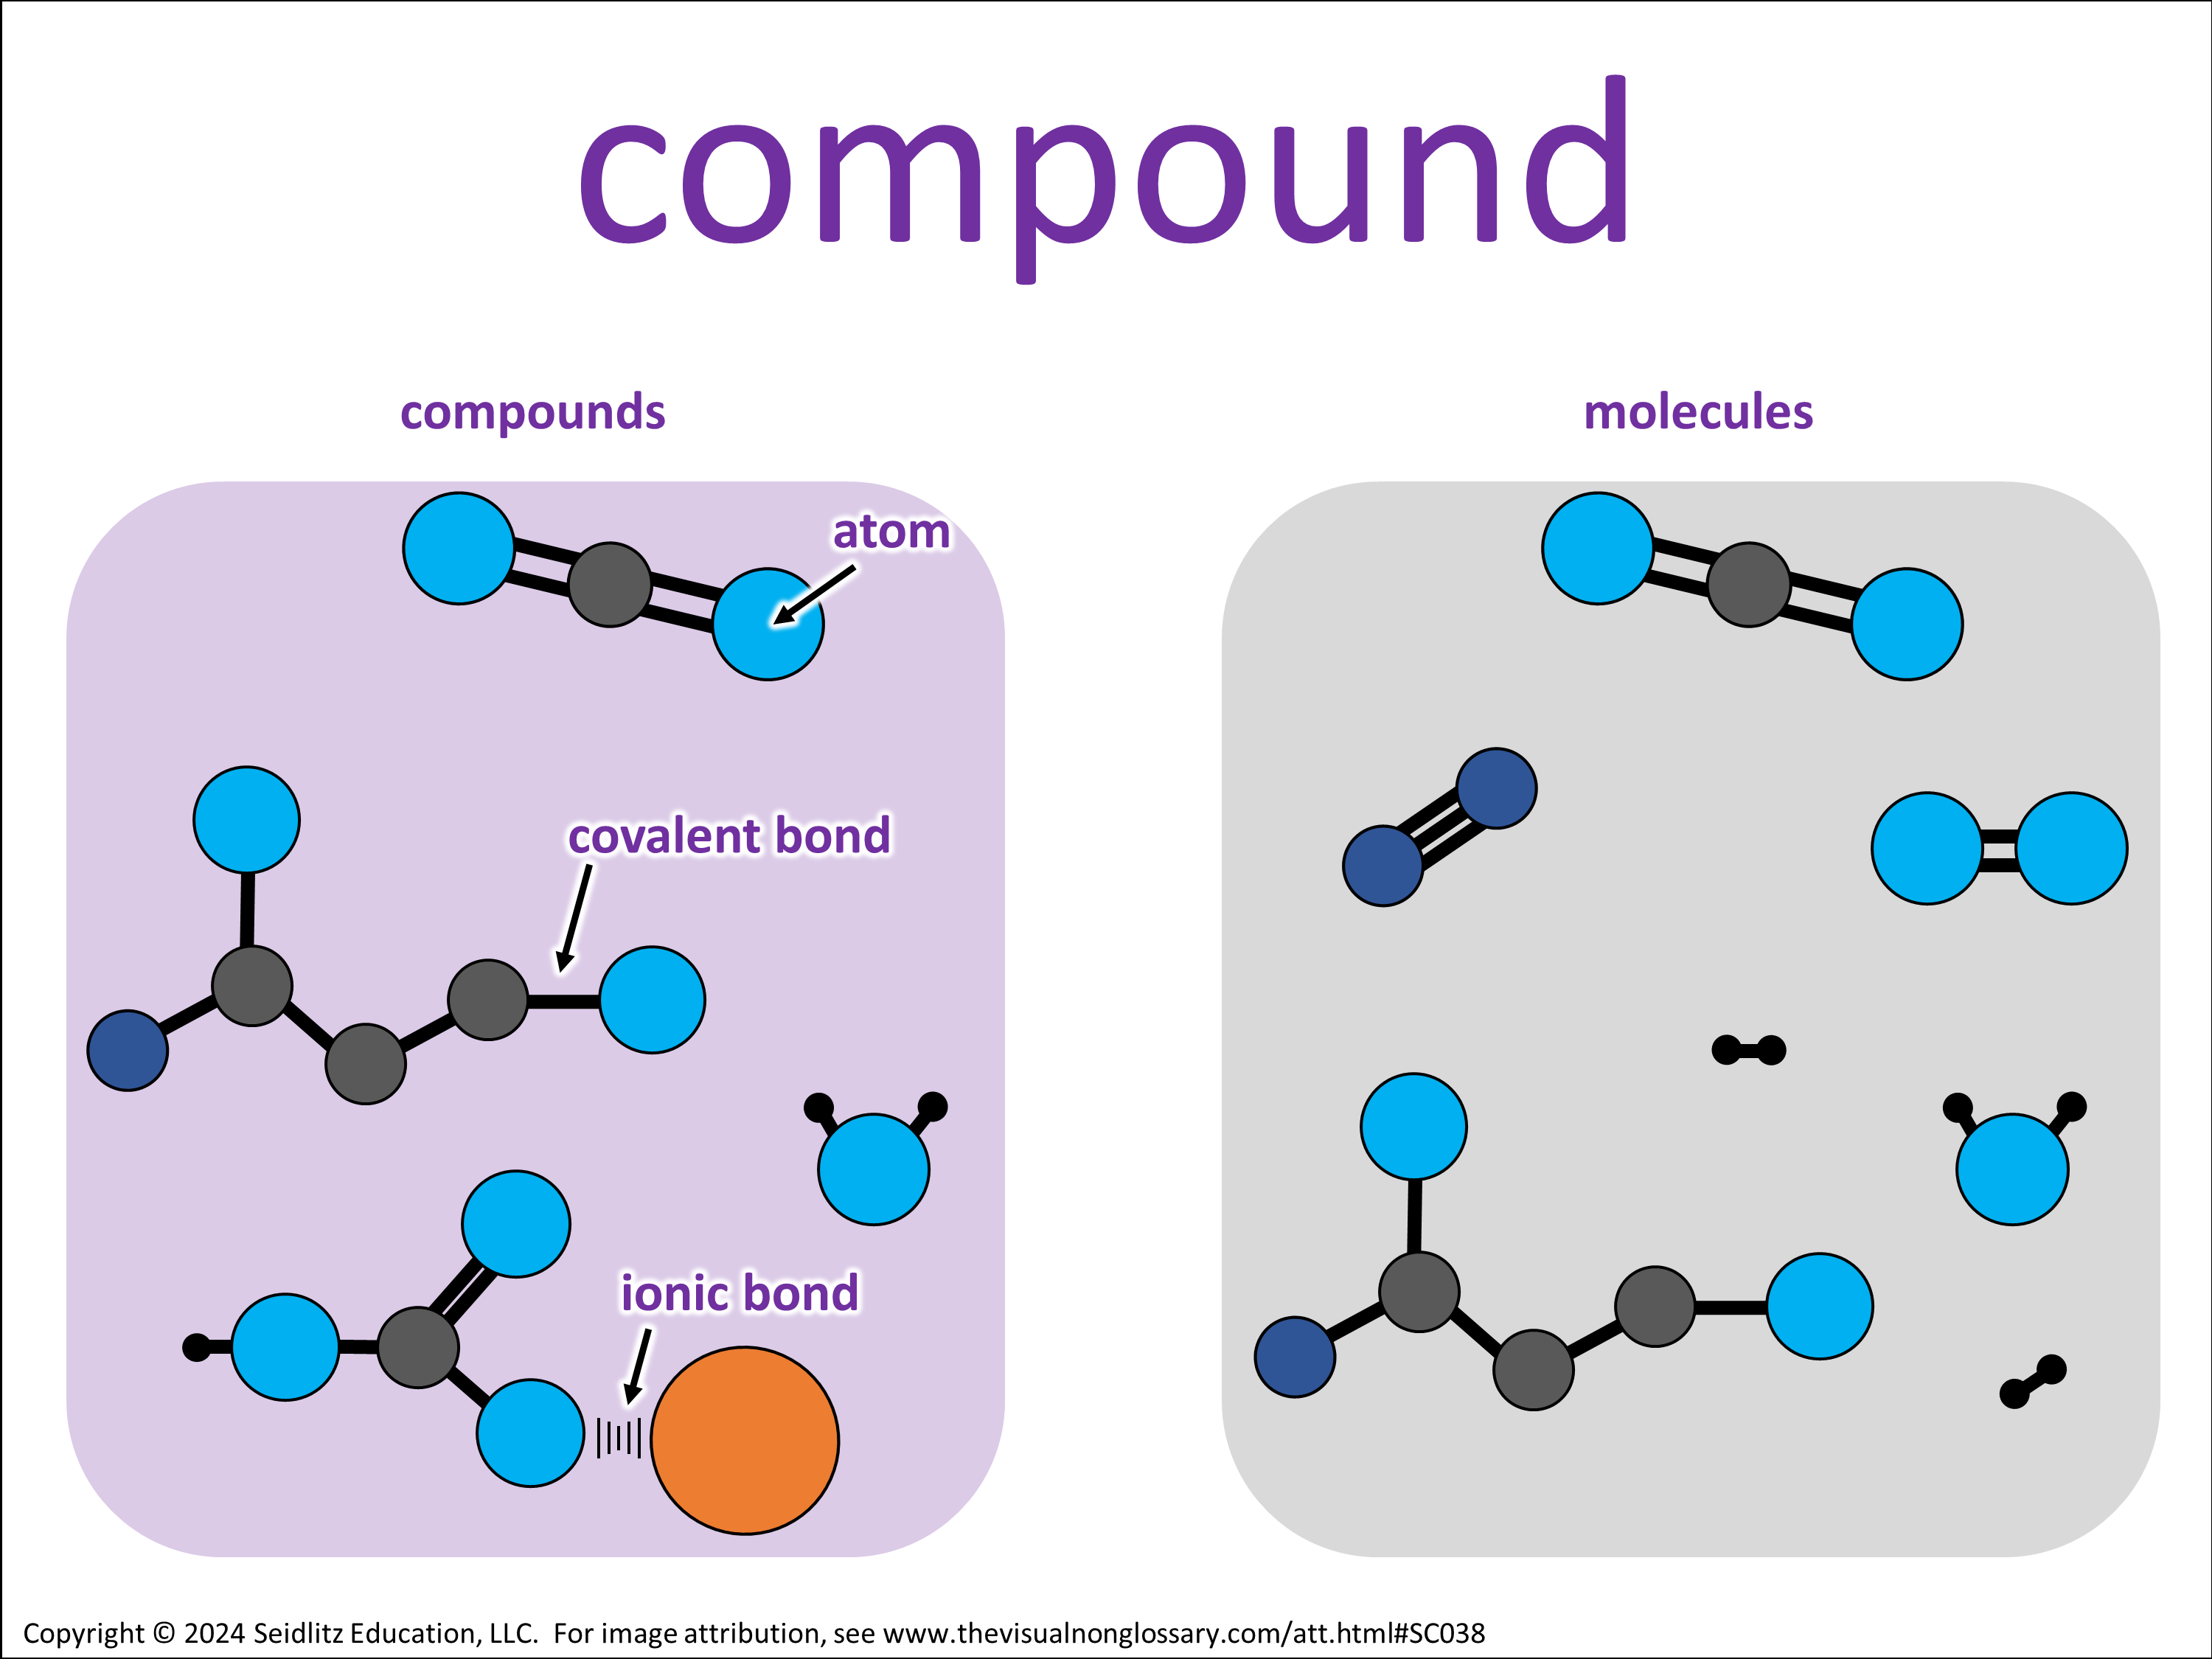 compound
compounds
molecules
atom
covalent bond
ionic bond
Copyright © 2024 Seidlitz Education, LLC.  For image attribution, see www.thevisualnonglossary.com/att.html#SC038